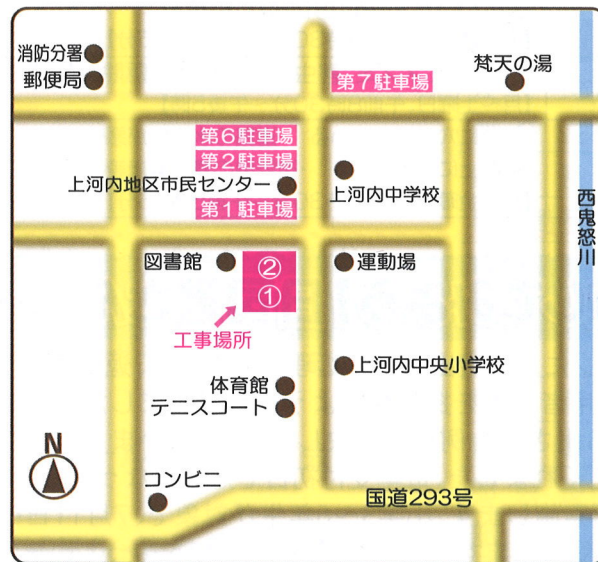 消防分署
郵便局
梵天の湯
第7駐車場
第6駐車場
第2駐車場
上河内地区市民センター
上河内中学校
第1駐車場
西鬼怒川
図書館
②
①
運動場
工事場所
上河内中央小学校
体育館
テニスコート
N
コンビニ
国道293号